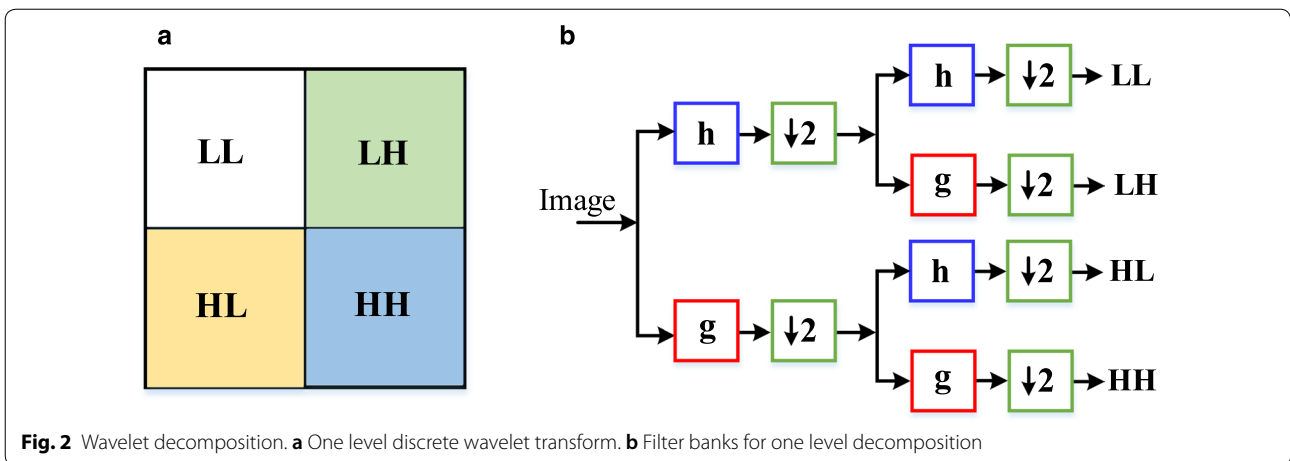 a
LL LH
HL HH
b
h ↓2 LL
h ↓2
g ↓2 LH
Image
h ↓2 HL
g ↓2
g ↓2 HH
Fig. 2 Wavelet decomposition. a One level discrete wavelet transform. b Filter banks for one level decomposition